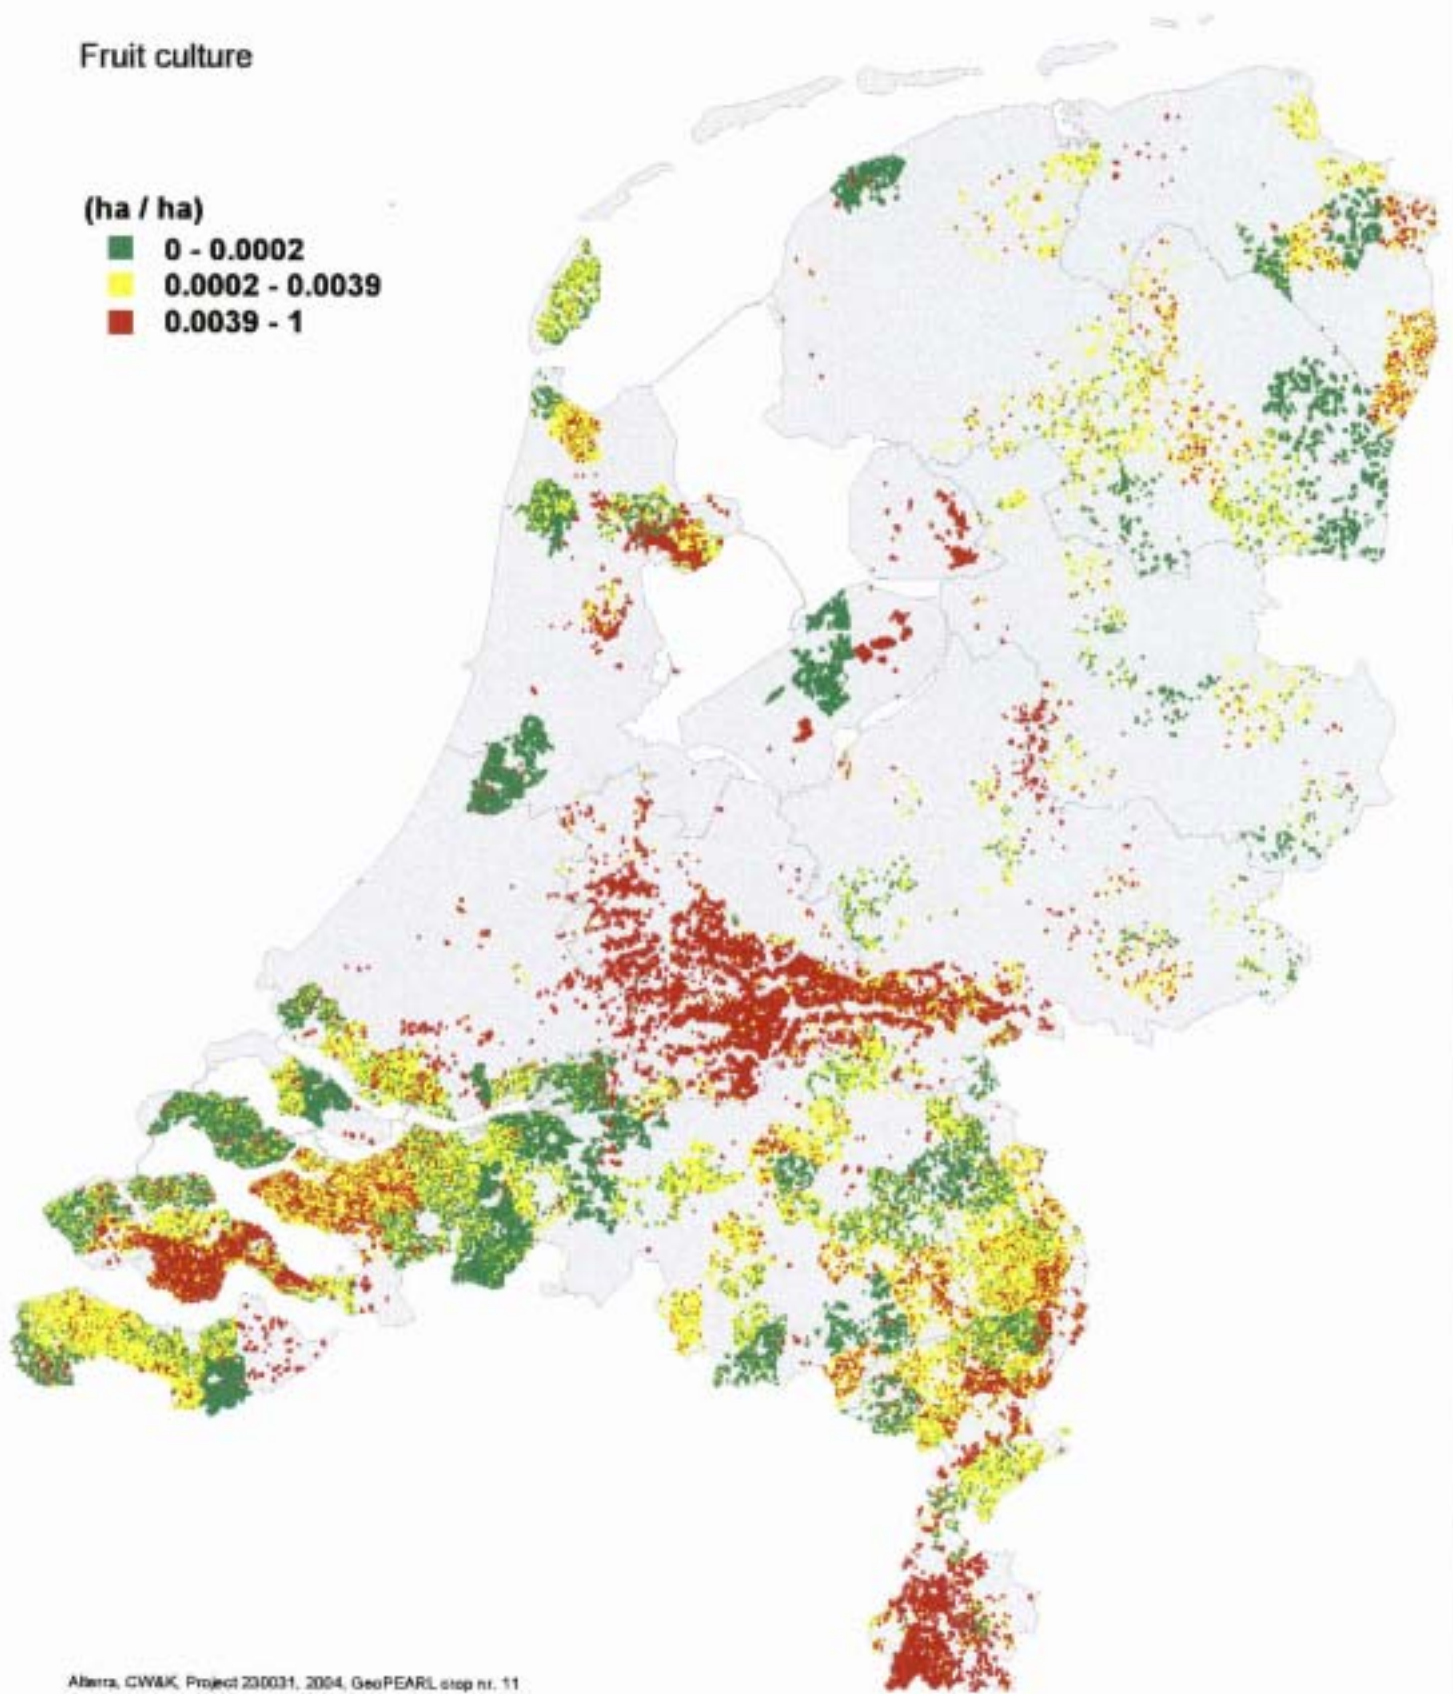 Fruit culture
(ha / ha)
0 - 0.0002
0.0002 - 0.0039
0.0039 - 1
Alterra, CW&K, Project 230031, 2004, GeoPEARL crop nr. 11